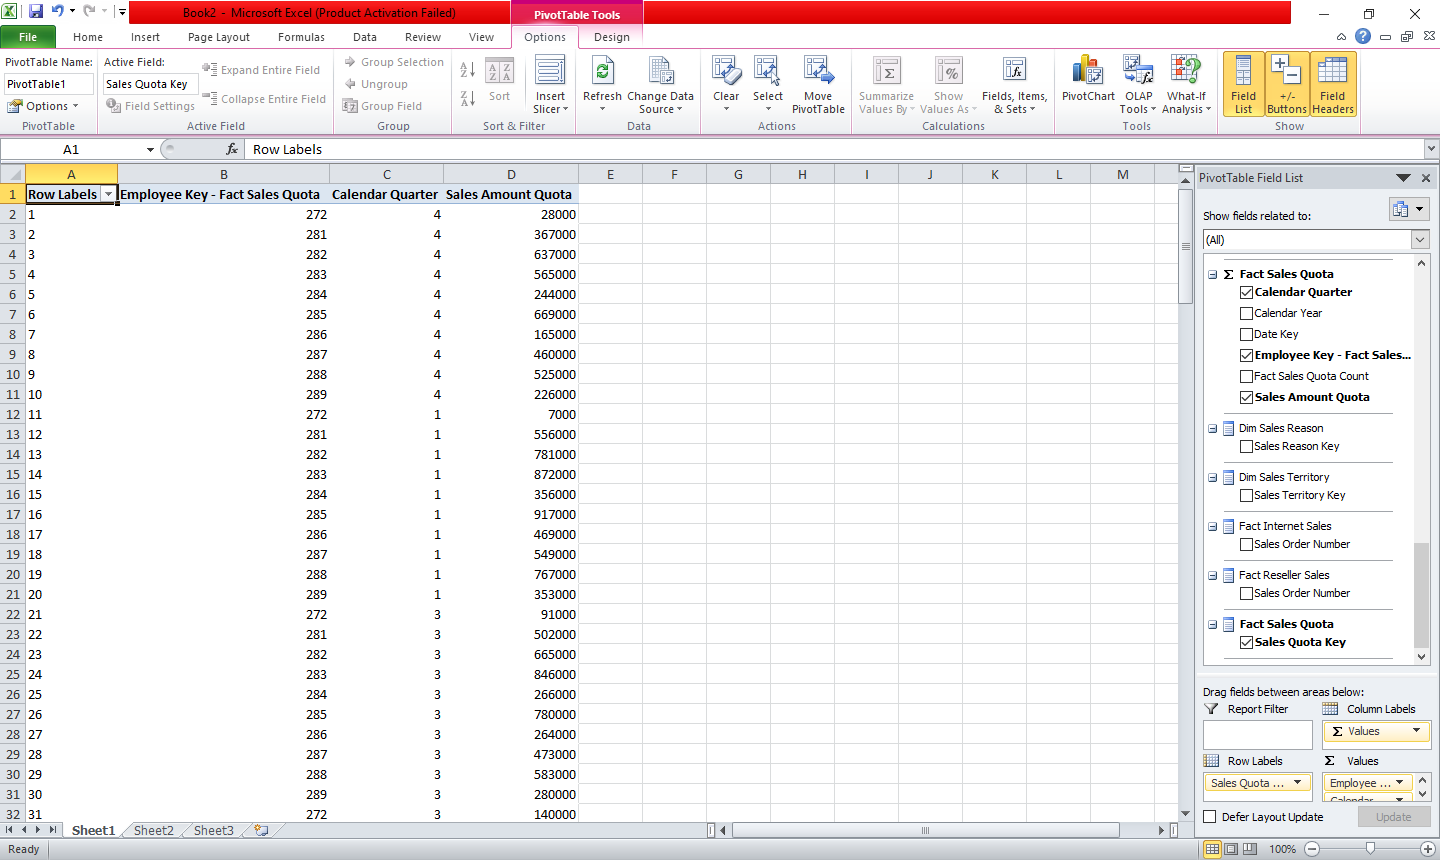 Book2 - Microsoft Excel (Product Activation Failed)
PivotTable Tools
File Home Insert Page Layout Formulas Data Review View Options Design
PivotTable Name:
PivotTable1
Options
PivotTable
Active Field:
Sales Quota Key
Field Settings
Expand Entire Field
Collapse Entire Field
Active Field
Group Selection
Ungroup
Group Field
Group
Sort
Insert Slicer
Sort & Filter
Refresh
Change Data Source
Data
Clear
Select
Move PivotTable
Actions
Summarize Values By
Show Values As
Fields, Items, & Sets
Calculations
PivotChart
OLAP Tools
What-If Analysis
Tools
Field List
+/- Buttons
Field Headers
Show
A1 fx Row Labels
A B C D E F G H I J K L M
1 Row Labels Employee Key - Fact Sales Quota Calendar Quarter Sales Amount Quota
2 1 272 4 28000
3 2 281 4 367000
4 3 282 4 637000
5 4 283 4 565000
6 5 284 4 244000
7 6 285 4 669000
8 7 286 4 165000
9 8 287 4 460000
10 9 288 4 525000
11 10 289 4 226000
12 11 272 1 7000
13 12 281 1 556000
14 13 282 1 781000
15 14 283 1 872000
16 15 284 1 356000
17 16 285 1 917000
18 17 286 1 469000
19 18 287 1 549000
20 19 288 1 767000
21 20 289 1 353000
22 21 272 3 91000
23 22 281 3 502000
24 23 282 3 665000
25 24 283 3 846000
26 25 284 3 266000
27 26 285 3 780000
28 27 286 3 264000
29 28 287 3 473000
30 29 288 3 583000
31 30 289 3 280000
32 31 272 3 140000
Sheet1 Sheet2 Sheet3
Ready
PivotTable Field List
Show fields related to:
(All)
Σ Fact Sales Quota
Calendar Quarter
Calendar Year
Date Key
Employee Key - Fact Sales...
Fact Sales Quota Count
Sales Amount Quota
Dim Sales Reason
Sales Reason Key
Dim Sales Territory
Sales Territory Key
Fact Internet Sales
Sales Order Number
Fact Reseller Sales
Sales Order Number
Fact Sales Quota
Sales Quota Key
Drag fields between areas below:
Report Filter
Column Labels
Σ Values
Row Labels
Σ Values
Sales Quota ...
Employee ...
Calendar
Defer Layout Update
Update
100%